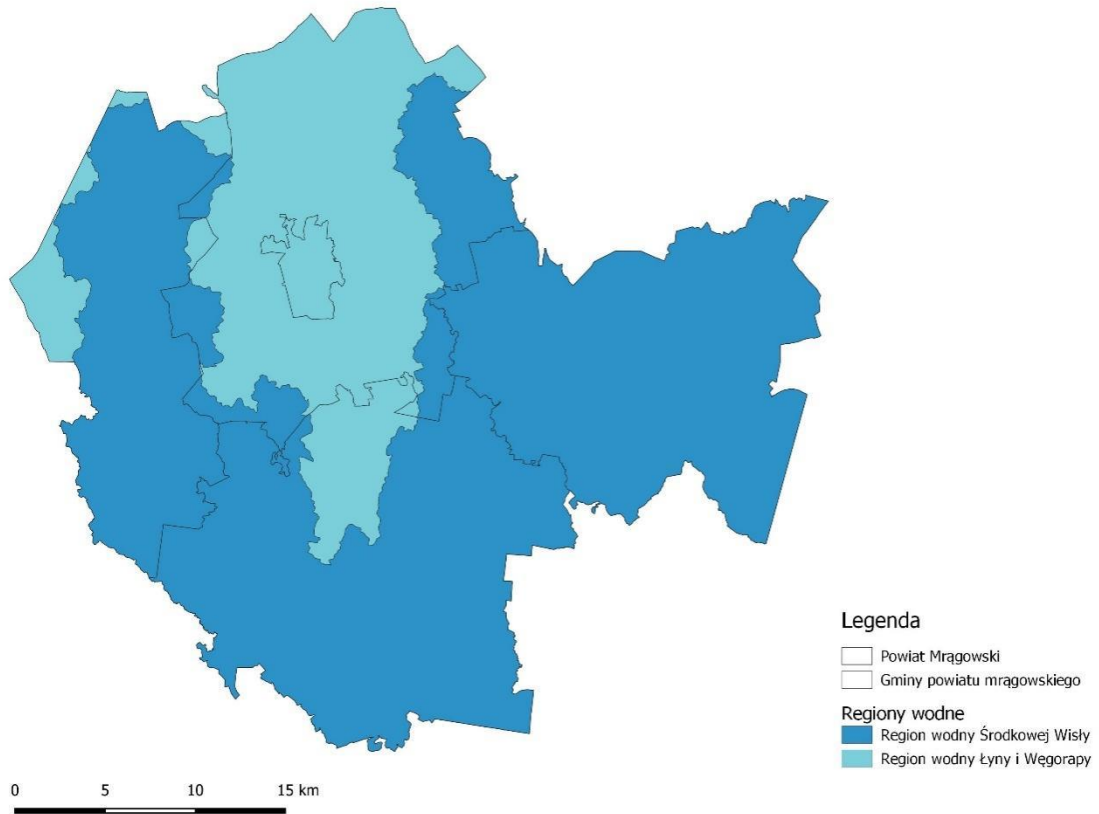 Legenda
Powiat Mrągowski
Gminy powiatu mrągowskiego
Regiony wodne
Region wodny Środkowej Wisły
Region wodny Łyny i Węgorapy
0 5 10 15 km